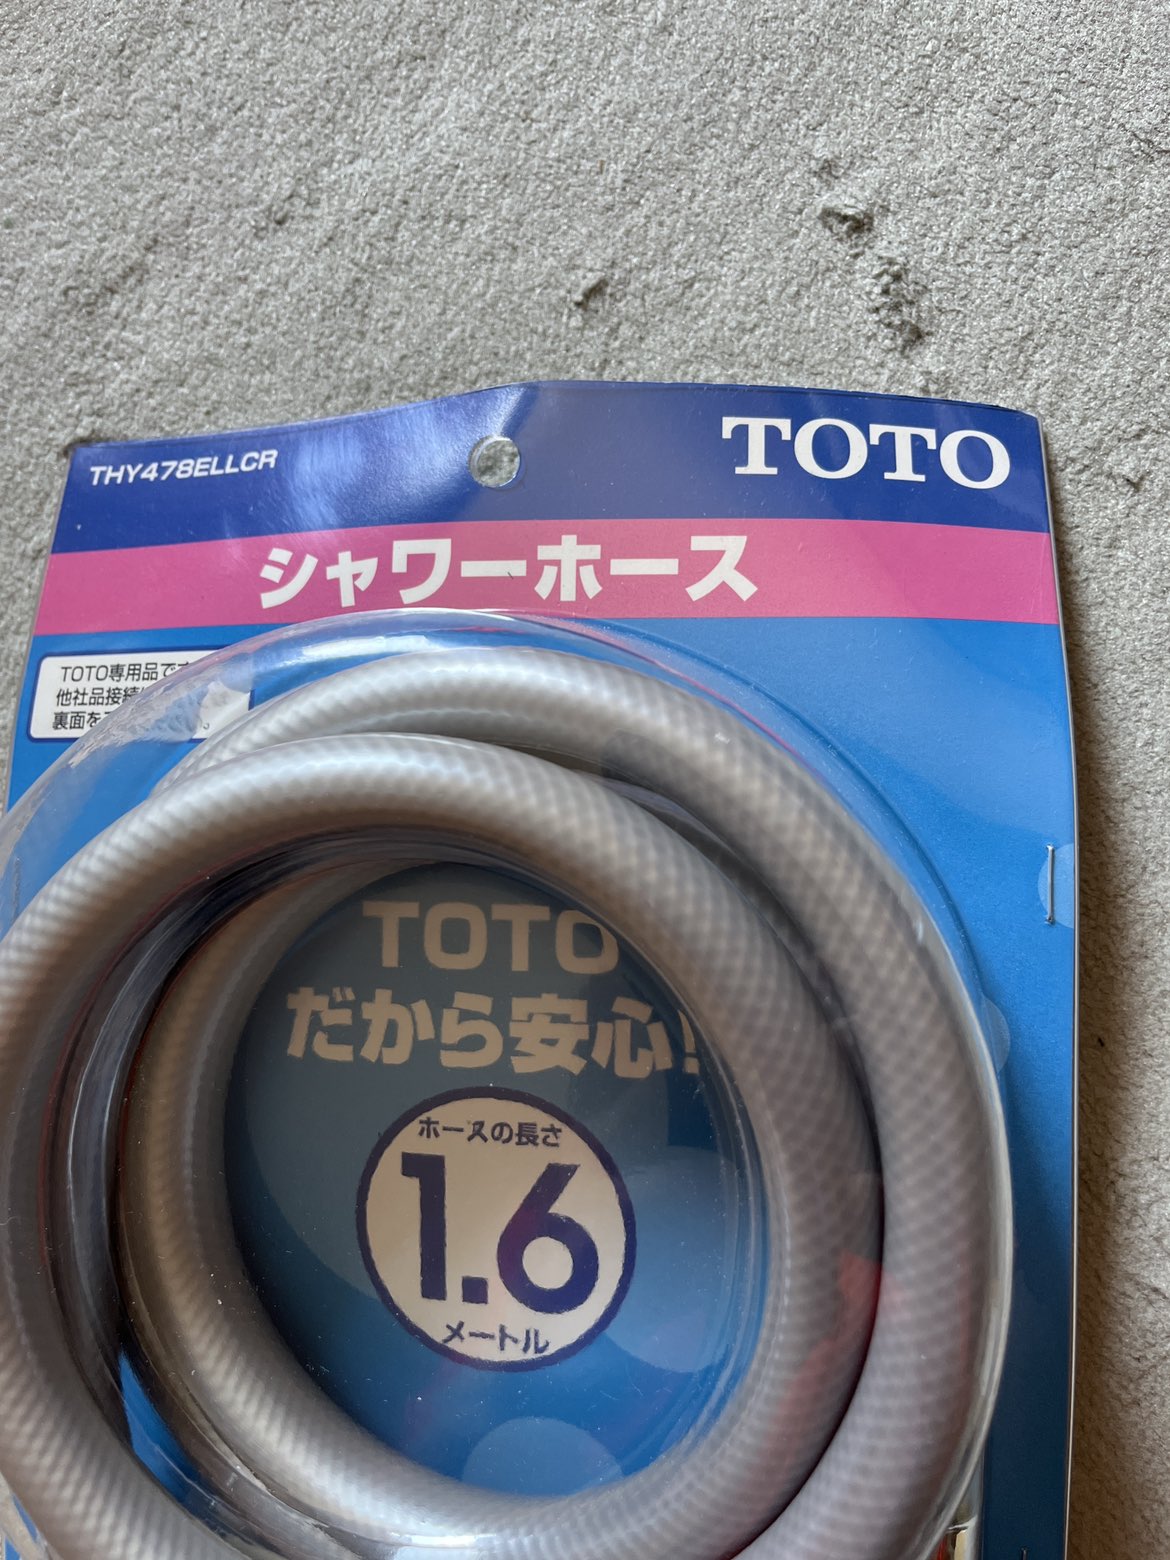 THY478ELLCR
TOTO
シャワーホース
TOTO専用品で
他社品接続
裏面を
TOTO
だから安心!
ホースの長さ
1.6
メートル